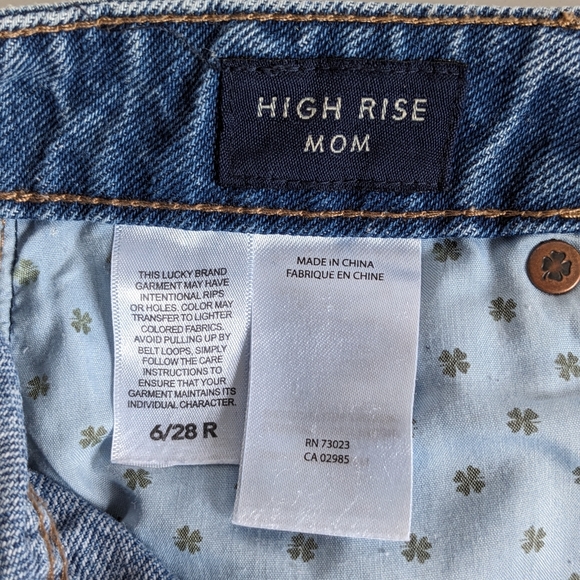 HIGH RISE
MOM
THIS LUCKY BRAND
GARMENT MAY HAVE
INTENTIONAL RIPS
OR HOLES. COLOR MAY
TRANSFER TO LIGHTER
COLORED FABRICS.
AVOID PULLING UP BY
BELT LOOPS, SIMPLY
FOLLOW THE CARE
INSTRUCTIONS TO
ENSURE THAT YOUR
GARMENT MAINTAINS ITS
INDIVIDUAL CHARACTER.
6/28 R
MADE IN CHINA
FABRIQUE EN CHINE
RN 73023
CA 02985